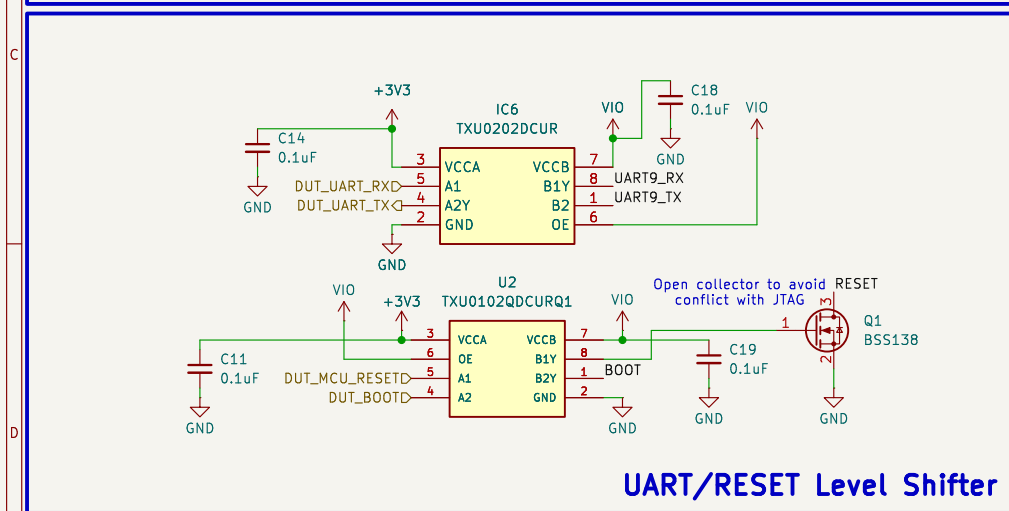 C
+3V3
IC6
TXU0202DCUR
VIO
C18
0.1uF
VIO
C14
0.1uF
GND
GND
3 VCCA VCCB 7
DUT_UART_RX 5 A1 B1Y 8 UART9_RX
DUT_UART_TX 4 A2Y B2 1 UART9_TX
2 GND OE 6
GND
U2
TXU0102QDCURQ1
VIO
+3V3
VIO
Open collector to avoid
conflict with JTAG
RESET
3
1
2
Q1
BSS138
3 VCCA VCCB 7
6 OE B1Y 8
DUT_MCU_RESET 5 A1 B2Y 1 BOOT
DUT_BOOT 4 A2 GND 2
C11
0.1uF
C19
0.1uF
GND
GND
GND
GND
D
UART/RESET Level Shifter